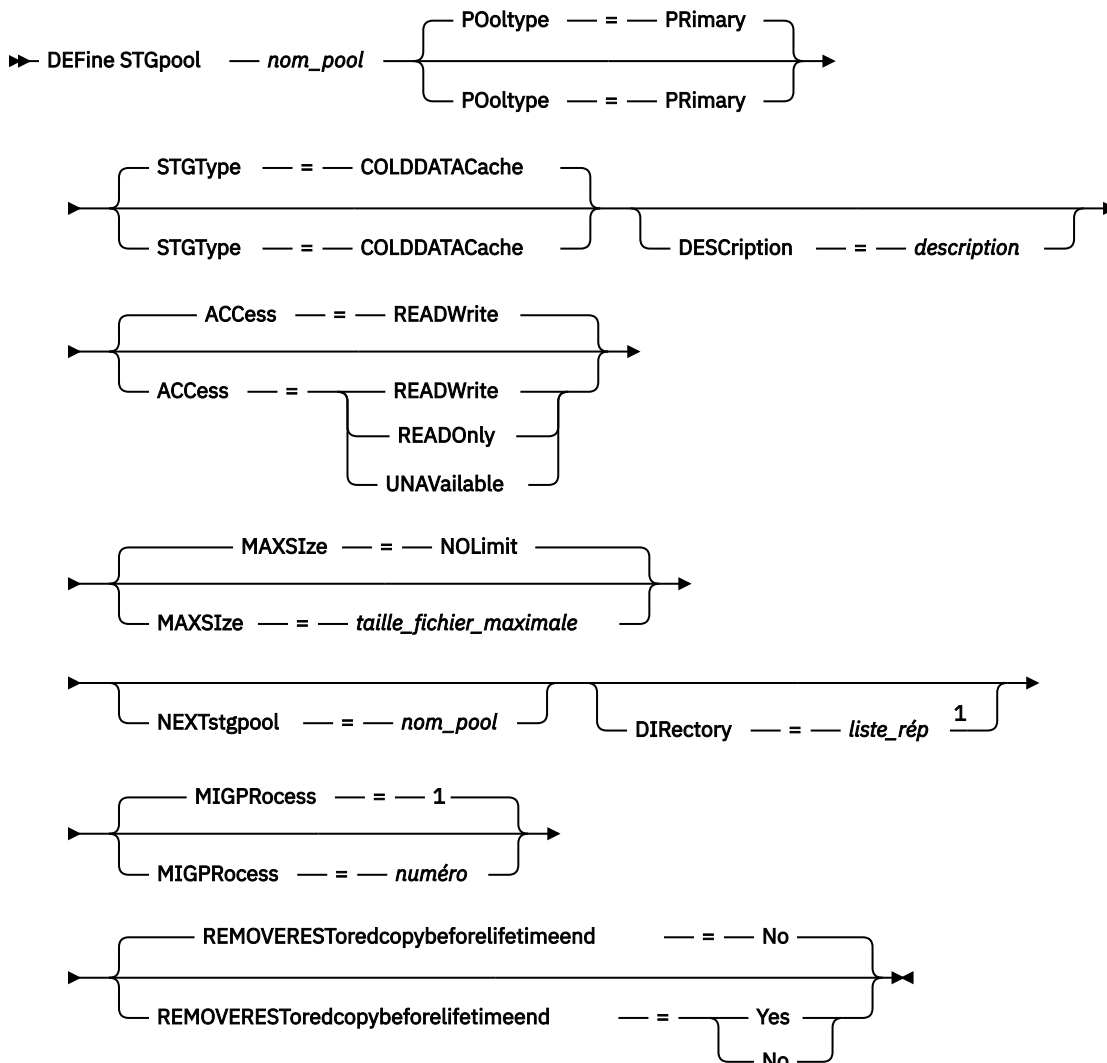 POoltype = PRimary
DEFine STGpool nom_pool
POoltype = PRimary
STGType = COLDDATACache
STGType = COLDDATACache
DESCription = description
ACCess = READWrite
ACCess = READWrite
READOnly
UNAVailable
MAXSIze = NOLimit
MAXSIze = taille_fichier_maximale
NEXTstgpool = nom_pool
DIRectory = liste_rép 1
MIGPRocess = 1
MIGPRocess = numéro
REMOVERESToredcopybeforelifetimeend = No
REMOVERESToredcopybeforelifetimeend = Yes
No